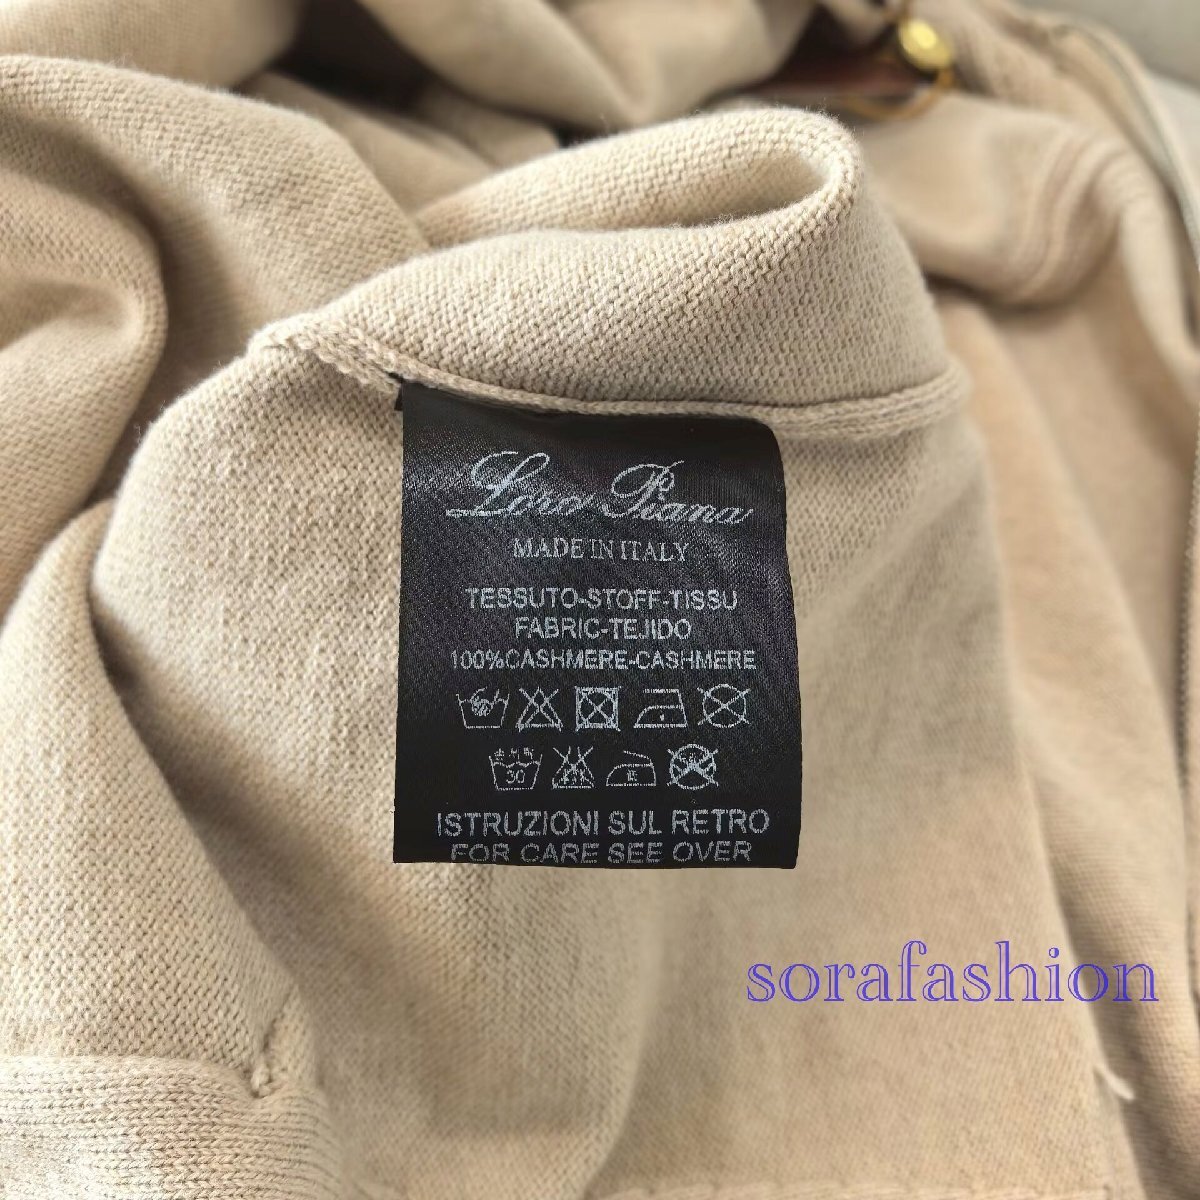 Loro Piana
MADE IN ITALY
TESSUTO-STOFF-TISSU
FABRIC-TEJIDO
100%CASHMERE-CASHMERE
30
ISTRUZIONI SUL RETRO
FOR CARE SEE OVER
sorafashion